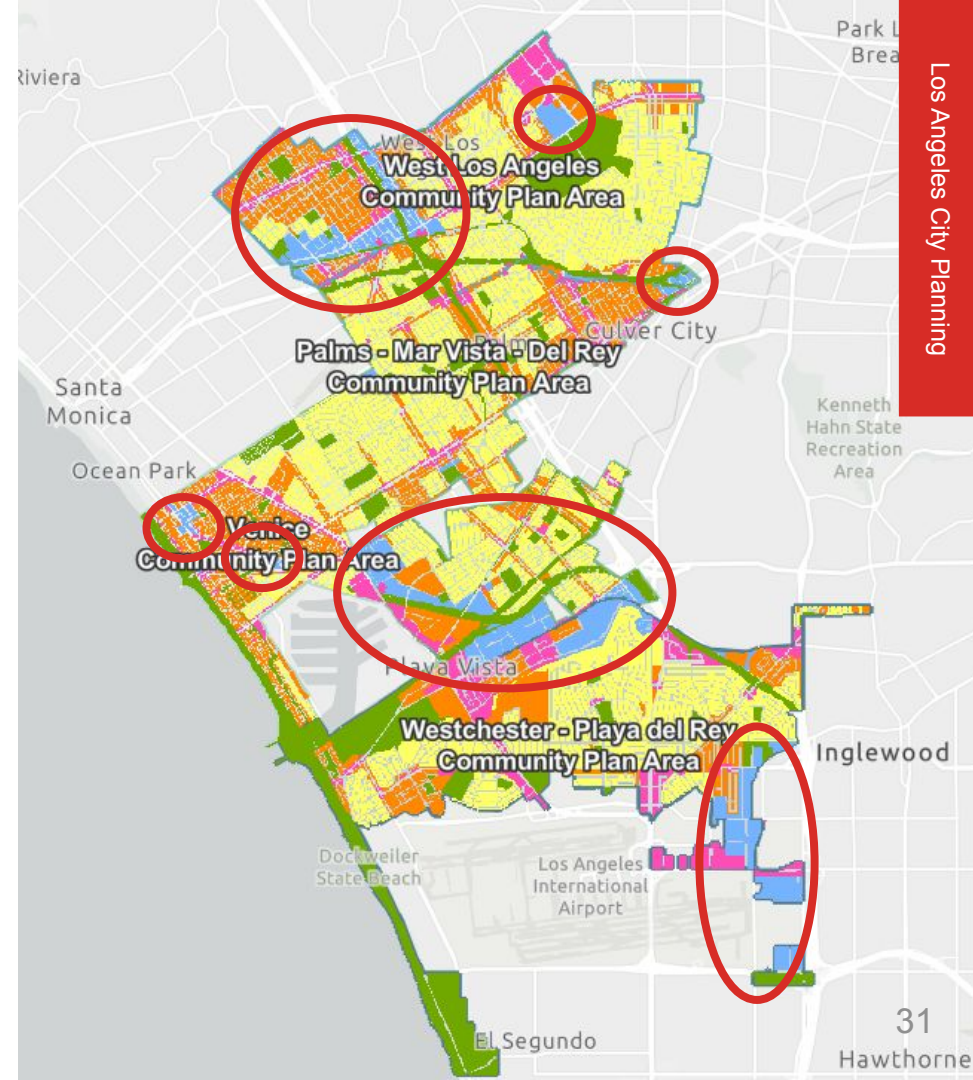 Park L
Brea
Riviera
Los Angeles City Planning
West Los
West Los Angeles
Community Plan Area
Culver City
Palms - Mar Vista - Del Rey
Community Plan Area
Santa
Monica
Kenneth
Hahn State
Recreation
Area
Ocean Park
Venice
Community Plan Area
Playa Vista
Westchester - Playa del Rey
Community Plan Area
Inglewood
Dockweiler
State Beach
Los Angeles
International
Airport
31
El Segundo
Hawthorne